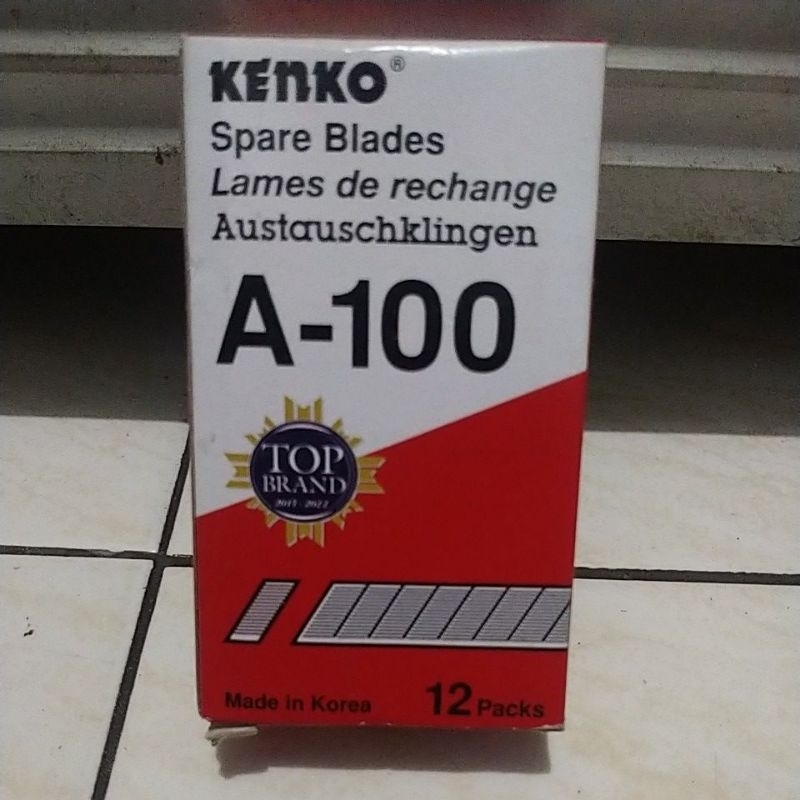 KENKO®
Spare Blades
Lames de rechange
Austauschklingen
A-100
TOP
BRAND
Made in Korea 12 Packs